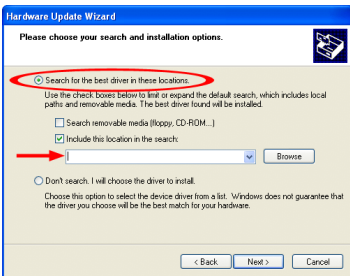 Hardware Update Wizard
Please choose your search and installation options.
Search for the best driver in these locations.
Use the check boxes below to limit or expand the default search, which includes local
paths and removable media. The best driver found will be installed.
Search removable media (floppy, CD-ROM...)
Include this location in the search:
Browse
Don't search. I will choose the driver to install.
Choose this option to select the device driver from a list. Windows does not guarantee that
the driver you choose will be the best match for your hardware.
< Back
Next >
Cancel